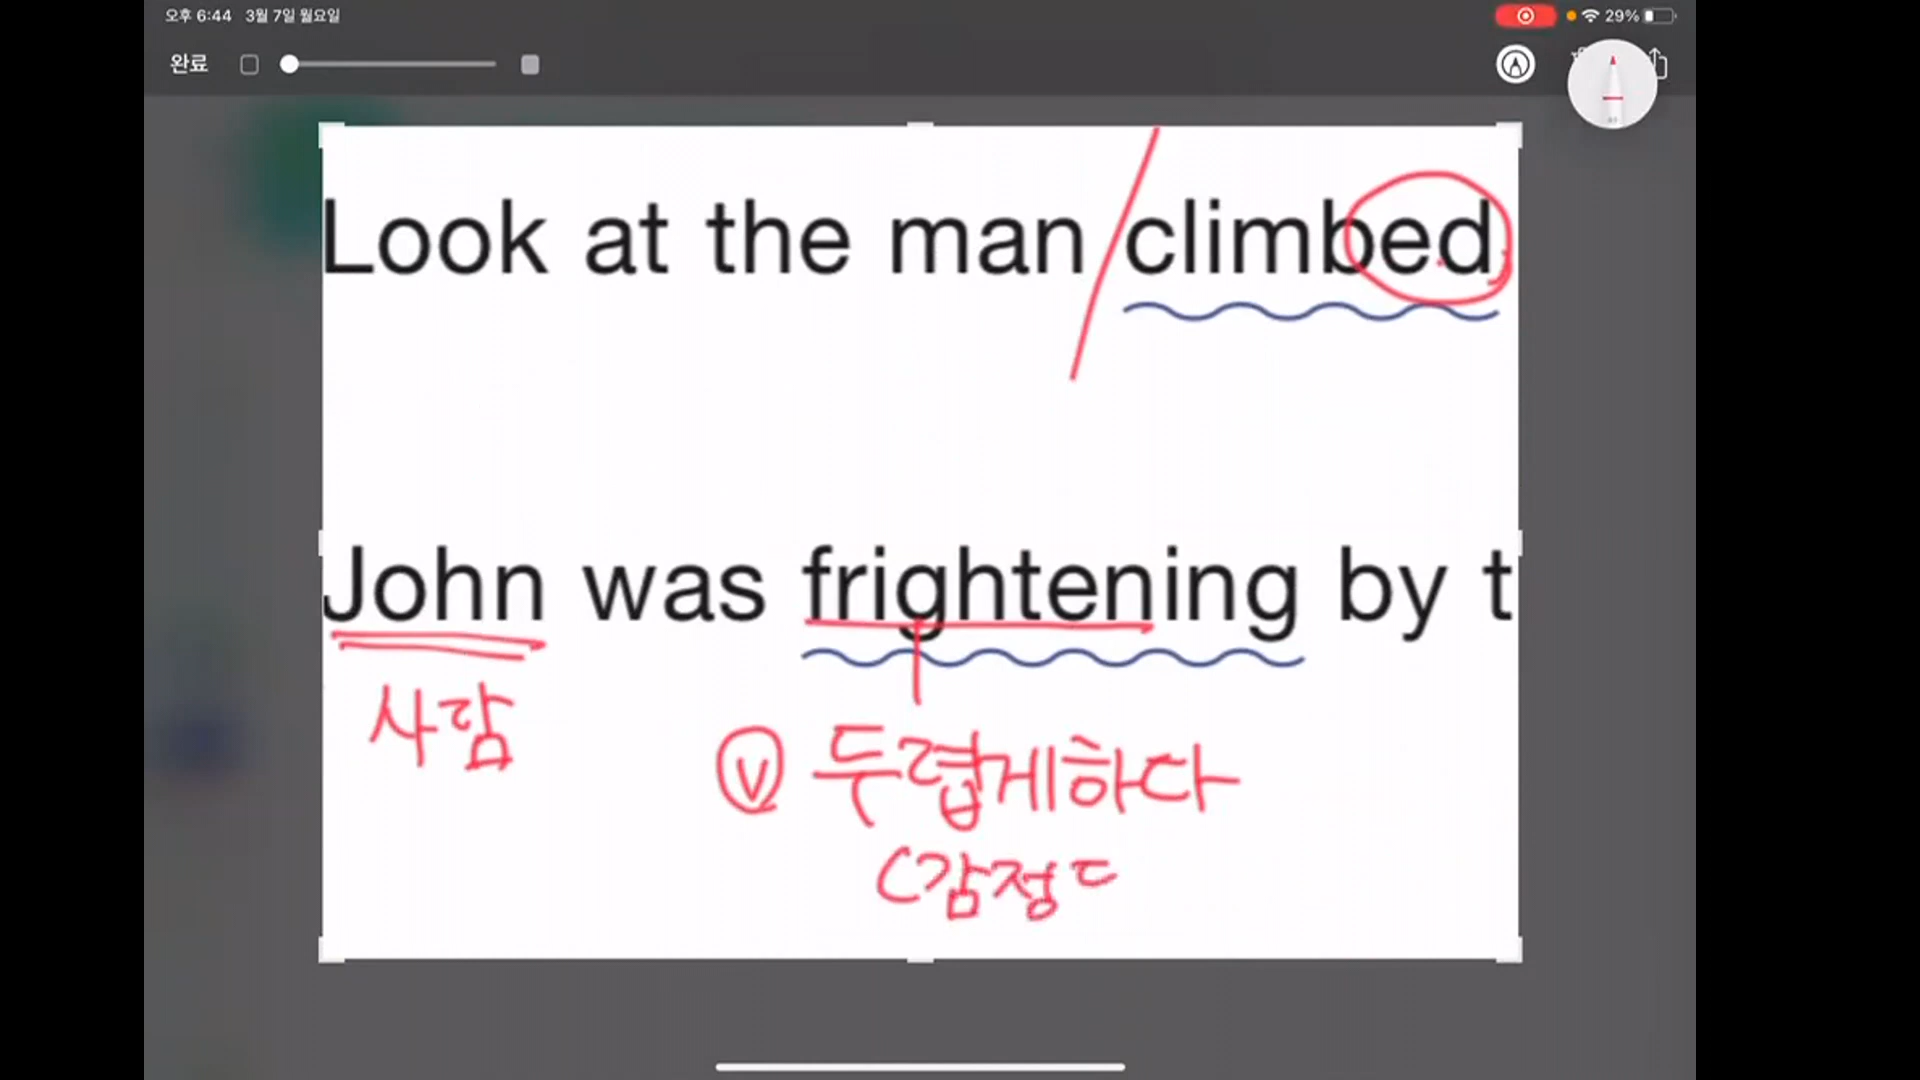 오후 6:44 3월 7일 월요일
29%
완료
Look at the man / climbed
John was frightening by t
사람
Ⓥ 두렵게하다
(감정 ㄷ